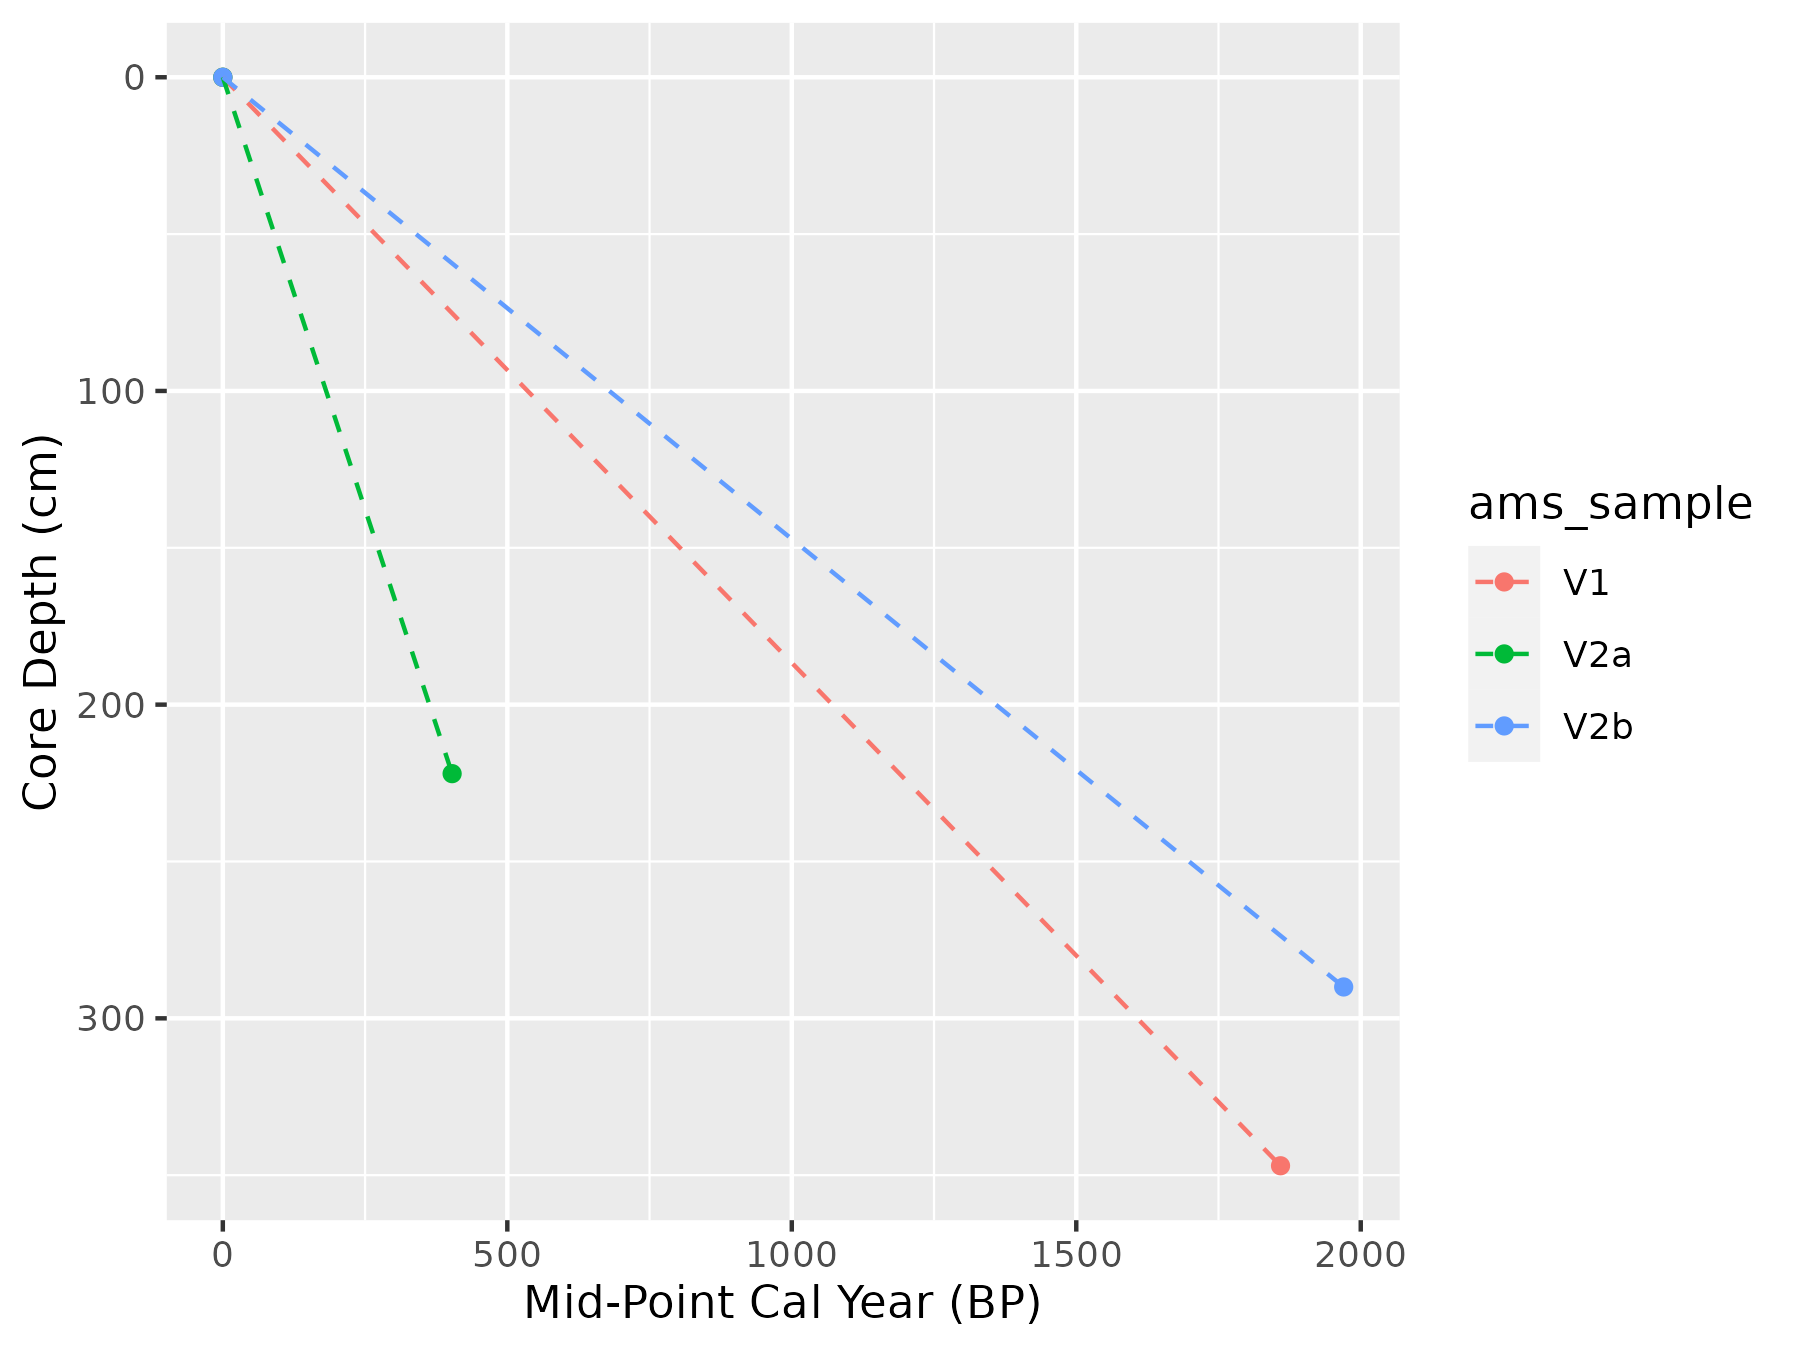 0
100
200
300
Core Depth (cm)
0 500 1000 1500 2000
Mid-Point Cal Year (BP)
ams_sample
V1
V2a
V2b